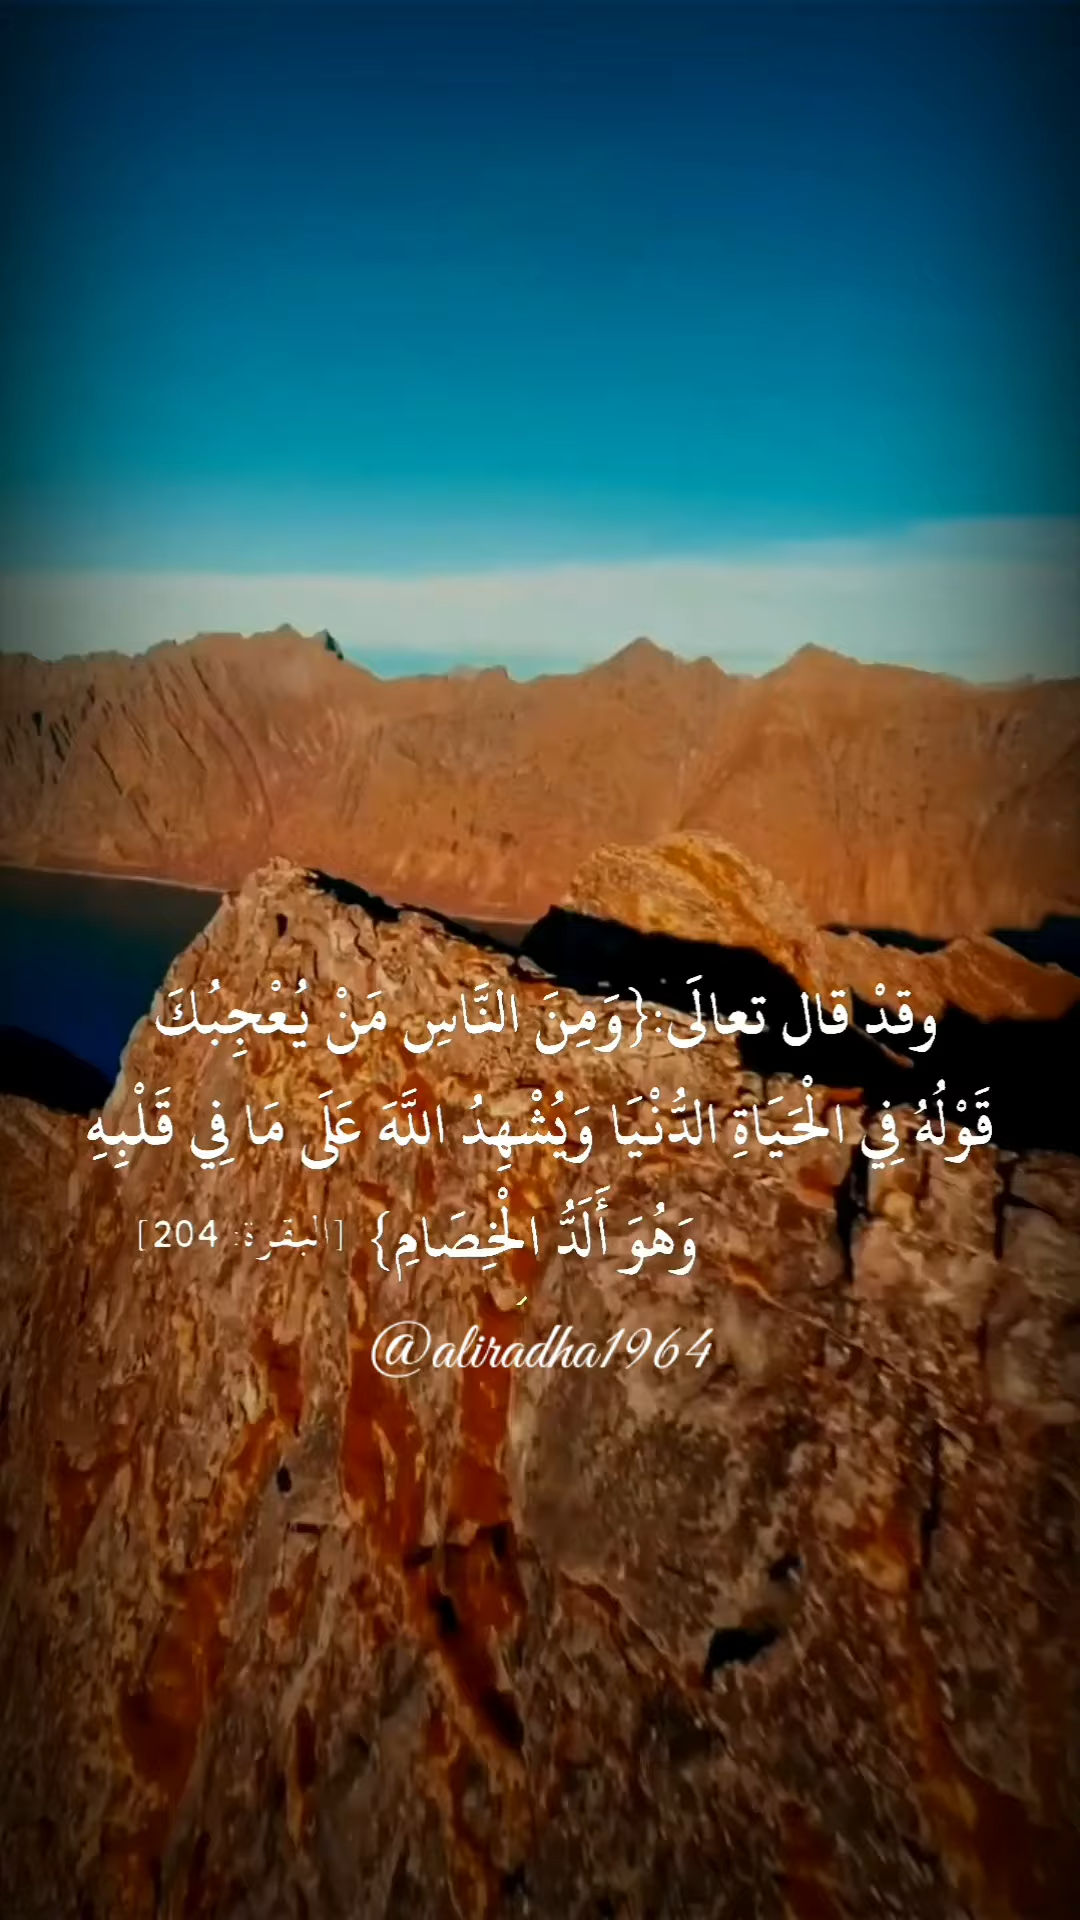 وقدْ قال تعالَى:{وَمِنَ النَّاسِ مَنْ يُعْجِبُكَ
قَوْلُهُ فِي الْحَيَاةِ الدُّنْيَا وَيُشْهِدُ اللَّهَ عَلَى مَا فِي قَلْبِهِ
وَهُوَ أَلَدُّ الْخِصَامِ} [البقرة: 204]
@aliradha1964